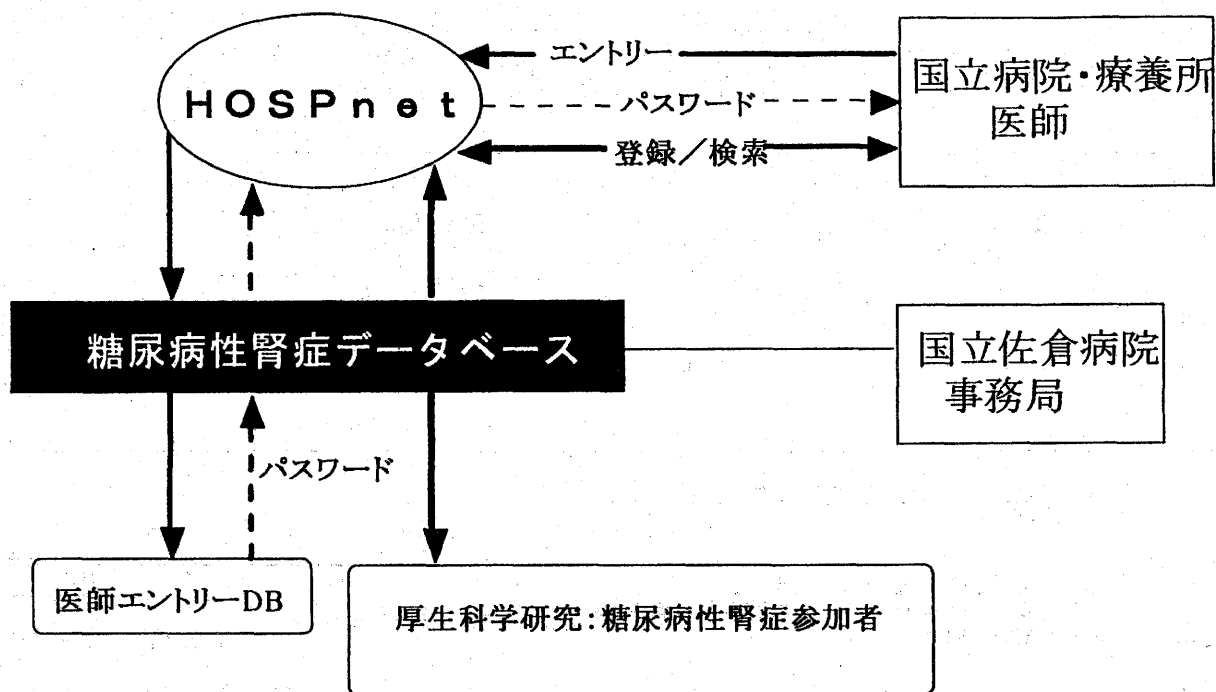 エントリー
国立病院・療養所
医師
HOSPnet
パスワード
登録／検索
糖尿病性腎症データベース
国立佐倉病院
事務局
パスワード
医師エントリーDB
厚生科学研究:糖尿病性腎症参加者